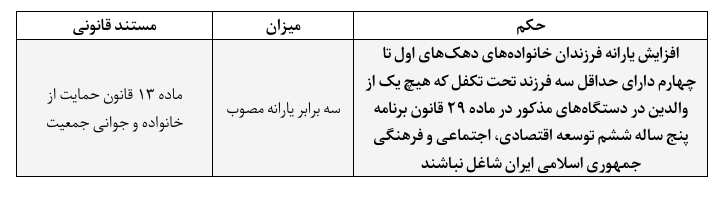 حکم
میزان
مستند قانونی
افزایش یارانه فرزندان خانواده‌های دهک‌های اول تا
چهارم دارای حداقل سه فرزند تحت تکفل که هیچ یک از
والدین در دستگاه‌های مذکور در ماده ۲۹ قانون برنامه
پنج ساله ششم توسعه اقتصادی، اجتماعی و فرهنگی
جمهوری اسلامی ایران شاغل نباشند
سه برابر یارانه مصوب
ماده ۱۳ قانون حمایت از
خانواده و جوانی جمعیت